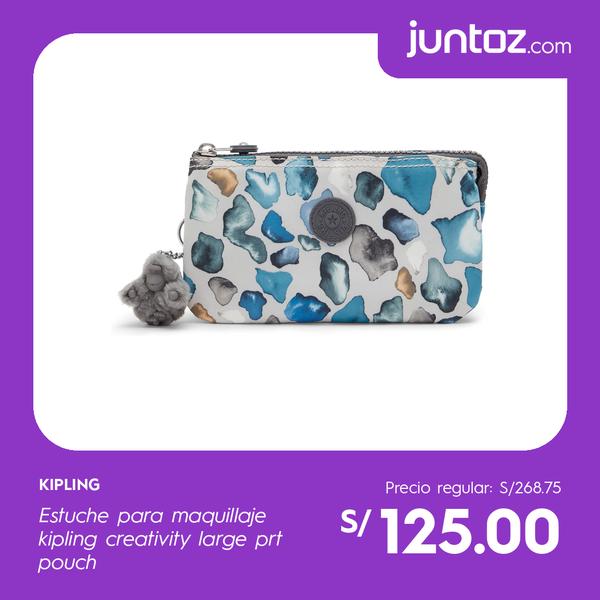 juntoz.com
KIPLING
Estuche para maquillaje
kipling creativity large prt
pouch
Precio regular: S/268.75
S/125.00